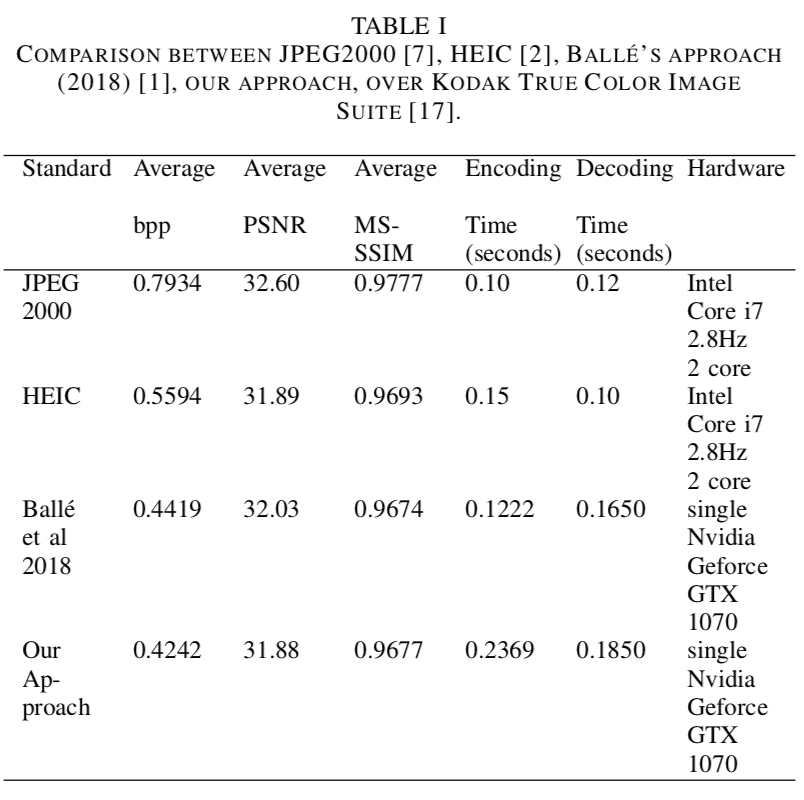 TABLE I
COMPARISON BETWEEN JPEG2000 [7], HEIC [2], BALLÉ'S APPROACH
(2018) [1], OUR APPROACH, OVER KODAK TRUE COLOR IMAGE
SUITE [17].
Standard Average Average Average Encoding Decoding Hardware
bpp PSNR MS- Time Time
SSIM (seconds) (seconds)
JPEG 0.7934 32.60 0.9777 0.10 0.12 Intel
2000 Core i7
2.8Hz
2 core
HEIC 0.5594 31.89 0.9693 0.15 0.10 Intel
Core i7
2.8Hz
2 core
Ballé 0.4419 32.03 0.9674 0.1222 0.1650 single
et al Nvidia
2018 Geforce
GTX
1070
Our 0.4242 31.88 0.9677 0.2369 0.1850 single
Ap- Nvidia
proach Geforce
GTX
1070